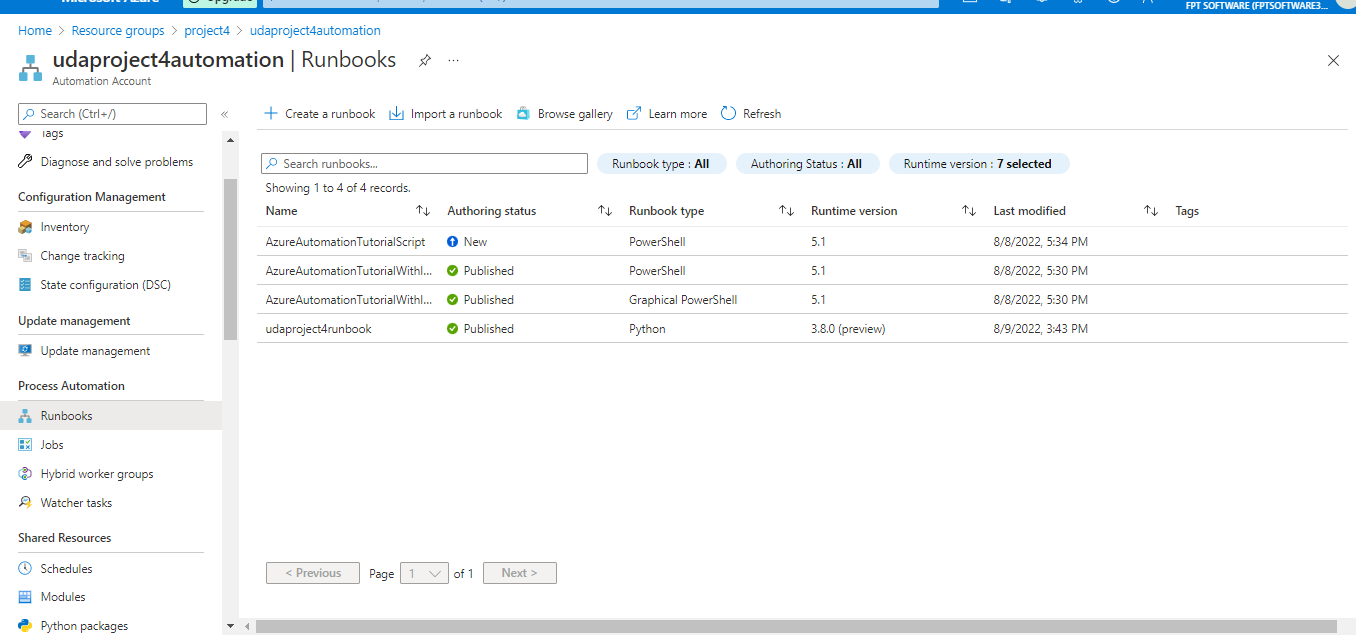 Microsoft Azure
Upgrade
FPT SOFTWARE (FPTSOFTWARE3...
Home > Resource groups > project4 > udaproject4automation
udaproject4automation | Runbooks ...
Automation Account
Search (Ctrl+/) «
Tags
Diagnose and solve problems
Configuration Management
Inventory
Change tracking
State configuration (DSC)
Update management
Update management
Process Automation
Runbooks
Jobs
Hybrid worker groups
Watcher tasks
Shared Resources
Schedules
Modules
Python packages
Create a runbook Import a runbook Browse gallery Learn more Refresh
Search runbooks... Runbook type : All Authoring Status : All Runtime version : 7 selected
Showing 1 to 4 of 4 records.
Name Authoring status Runbook type Runtime version Last modified Tags
AzureAutomationTutorialScript New PowerShell 5.1 8/8/2022, 5:34 PM
AzureAutomationTutorialWithI... Published PowerShell 5.1 8/8/2022, 5:30 PM
AzureAutomationTutorialWithI... Published Graphical PowerShell 5.1 8/8/2022, 5:30 PM
udaproject4runbook Published Python 3.8.0 (preview) 8/9/2022, 3:43 PM
< Previous Page 1 of 1 Next >